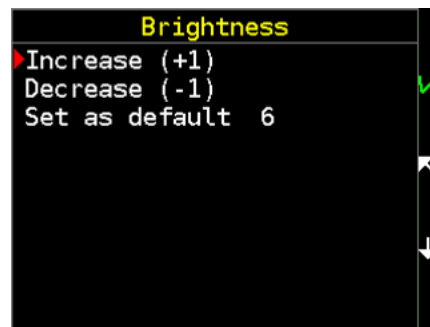 Brightness
Increase (+1)
Decrease (-1)
Set as default 6